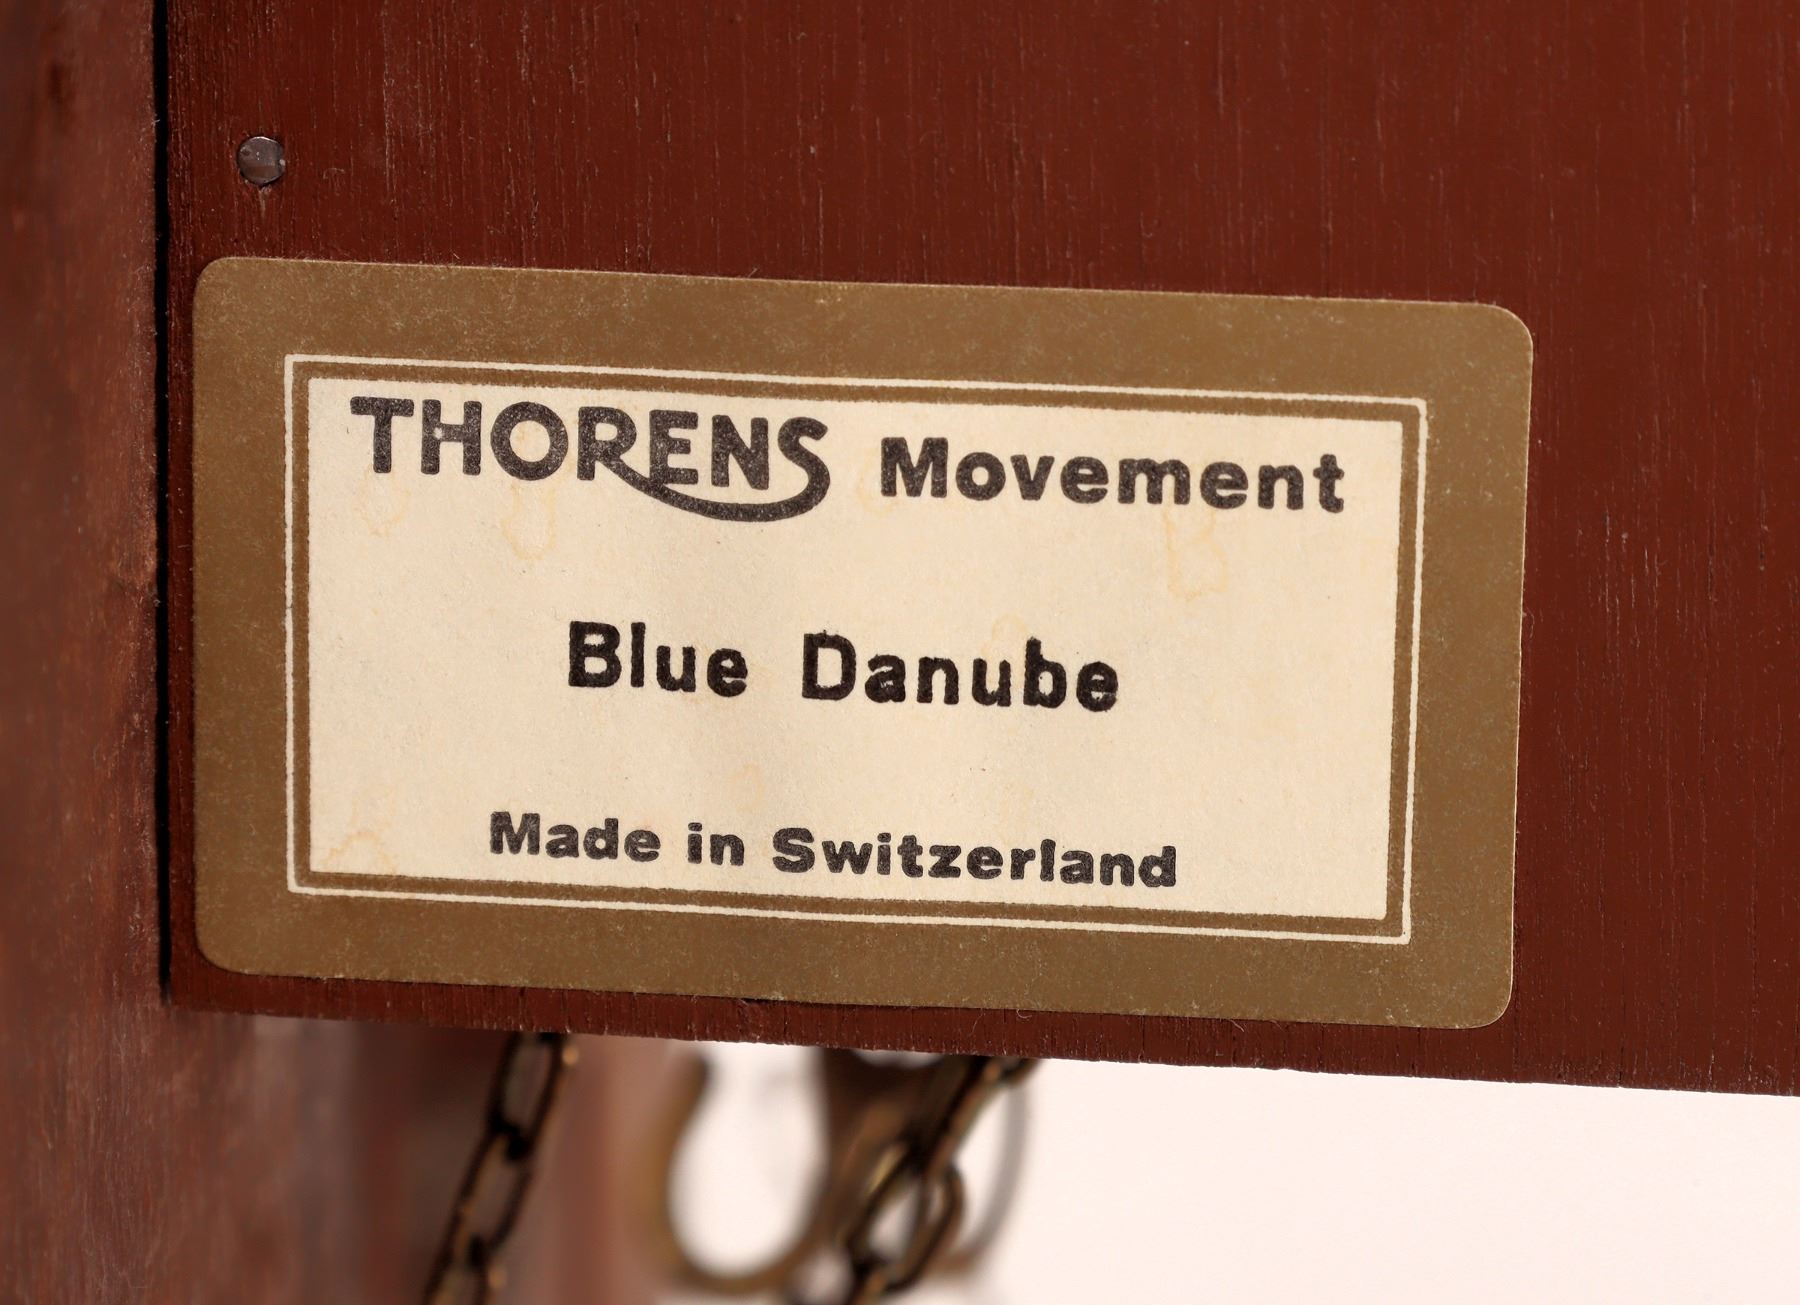 THORENS Movement
Blue Danube
Made in Switzerland